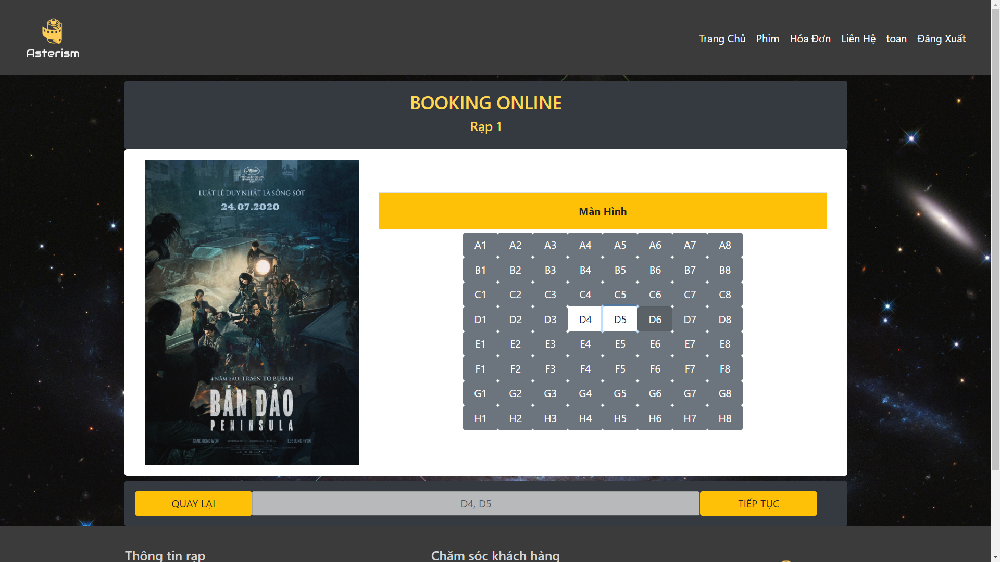 Asterism
Trang Chủ Phim Hóa Đơn Liên Hệ toan Đăng Xuất
BOOKING ONLINE
Rạp 1
LUẬT LỆ DUY NHẤT LÀ SỐNG SÓT
24.07.2020
4 NĂM SAU TRAIN TO BUSAN
BÁN ĐẢO
PENINSULA
GANG DONG WON LEE JUNG HYUN
Màn Hình
A1 A2 A3 A4 A5 A6 A7 A8
B1 B2 B3 B4 B5 B6 B7 B8
C1 C2 C3 C4 C5 C6 C7 C8
D1 D2 D3 D4 D5 D6 D7 D8
E1 E2 E3 E4 E5 E6 E7 E8
F1 F2 F3 F4 F5 F6 F7 F8
G1 G2 G3 G4 G5 G6 G7 G8
H1 H2 H3 H4 H5 H6 H7 H8
QUAY LẠI D4, D5 TIẾP TỤC
Thông tin rạp Chăm sóc khách hàng